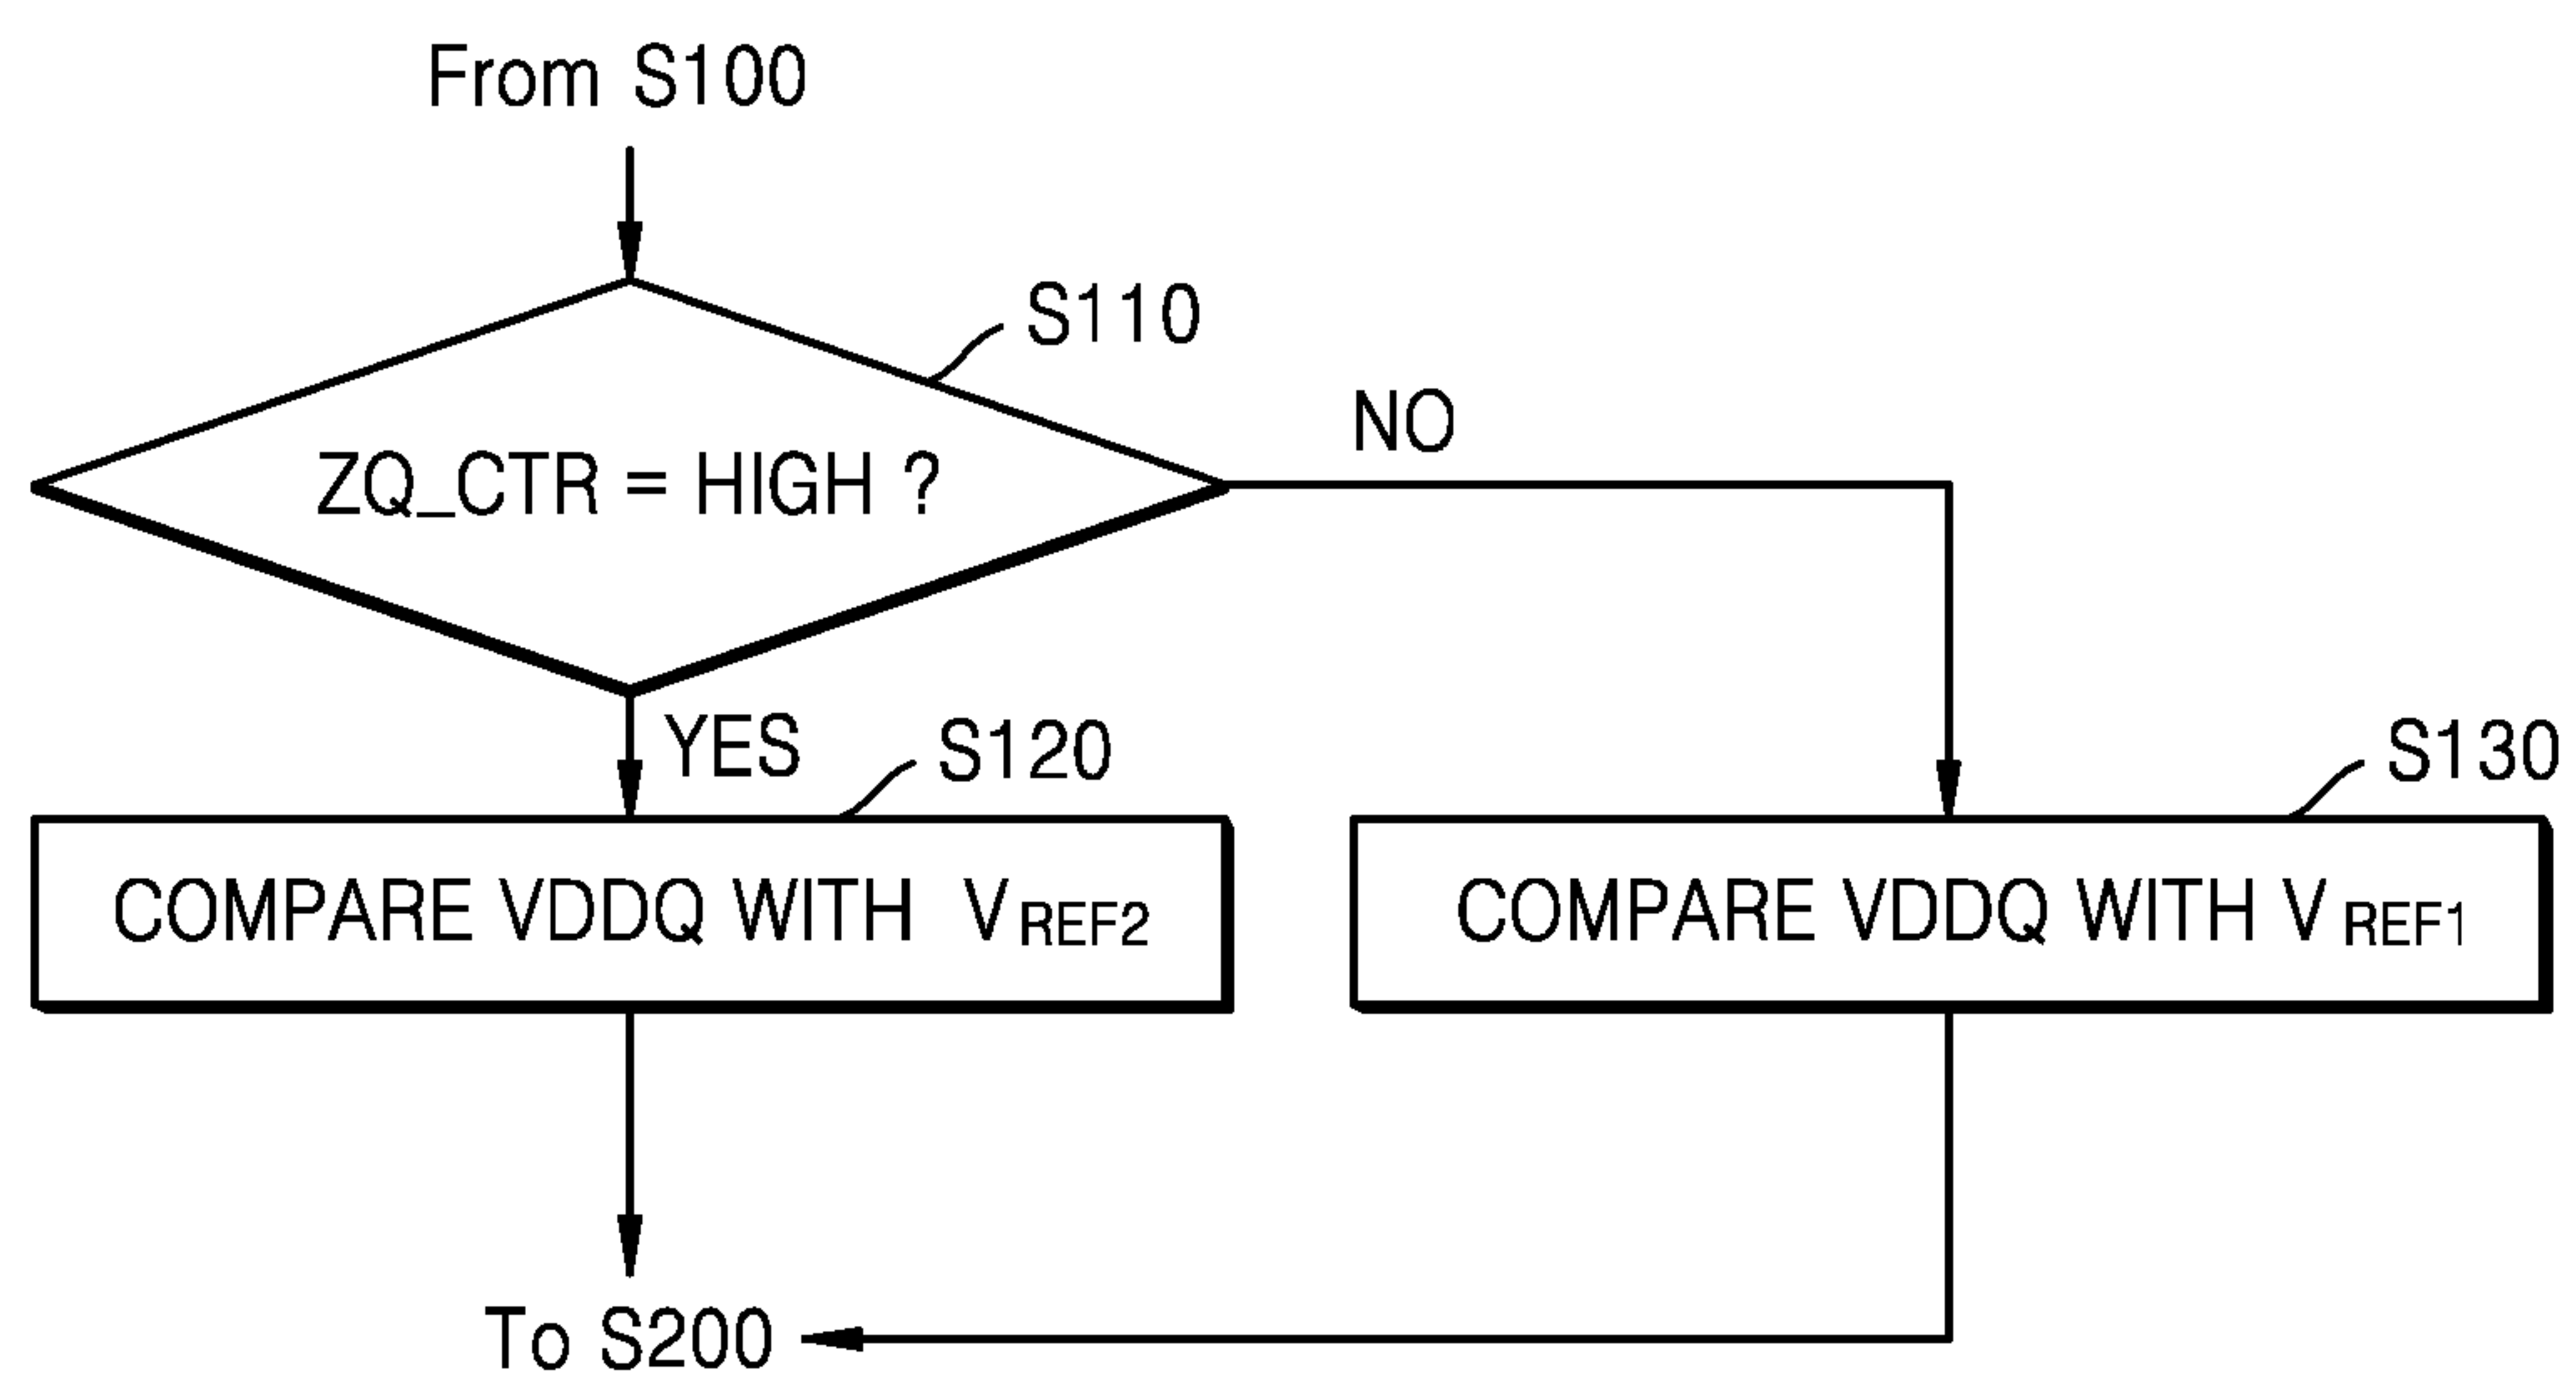 From S100
S110
NO
ZQ_CTR = HIGH ?
YES
S120
S130
COMPARE VDDQ WITH VREF2
COMPARE VDDQ WITH VREF1
To S200